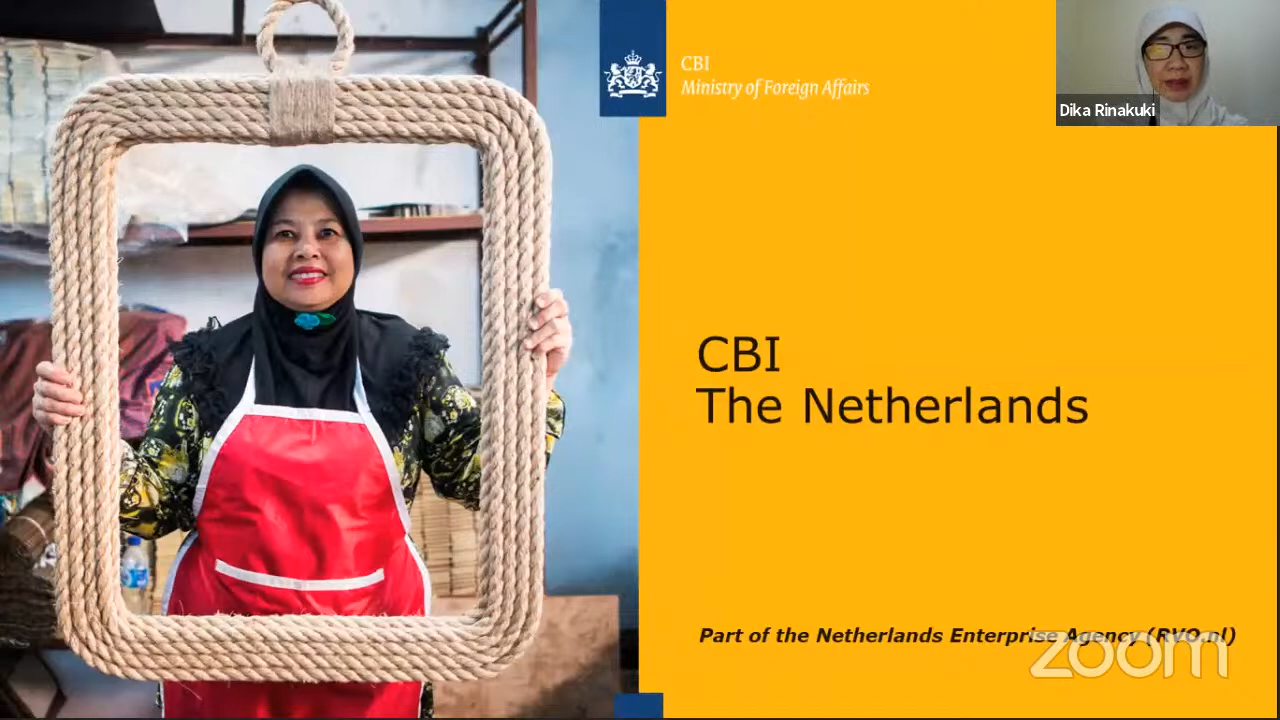 CBI
Ministry of Foreign Affairs
Dika Rinakuki
CBI
The Netherlands
Part of the Netherlands Enterprise Agency (RVO.nl)
zoom